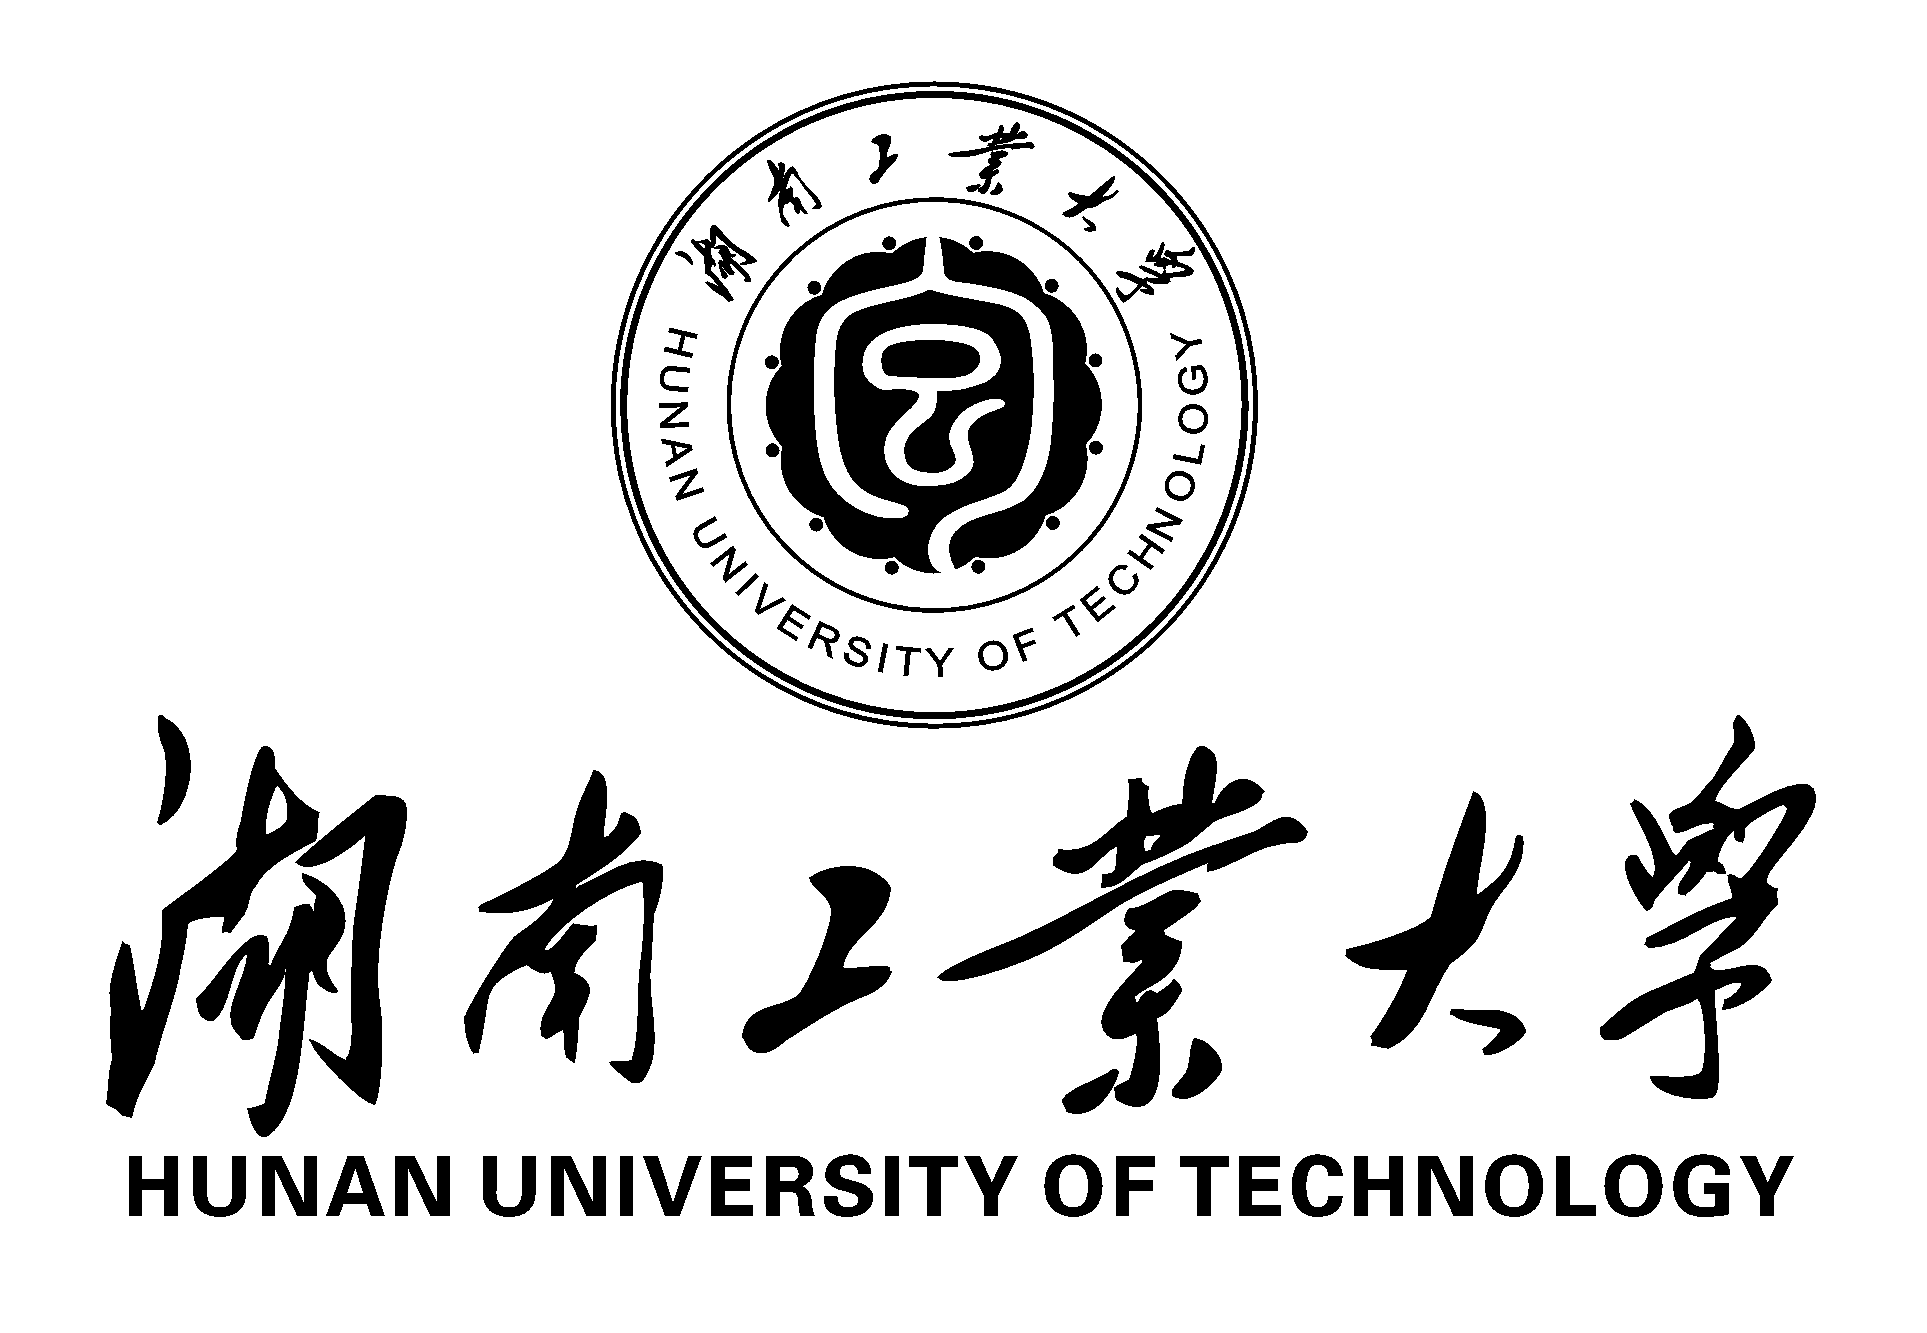 湖南工業大學
HUNAN UNIVERSITY OF TECHNOLOGY
湖南工業大學
HUNAN UNIVERSITY OF TECHNOLOGY